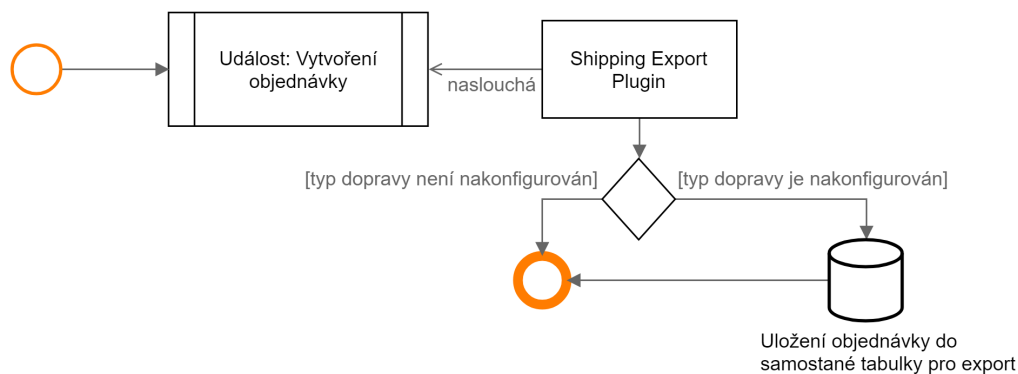 Událost: Vytvoření
objednávky
naslouchá
Shipping Export
Plugin
[typ dopravy není nakonfigurován]
[typ dopravy je nakonfigurován]
Uložení objednávky do
samostané tabulky pro export